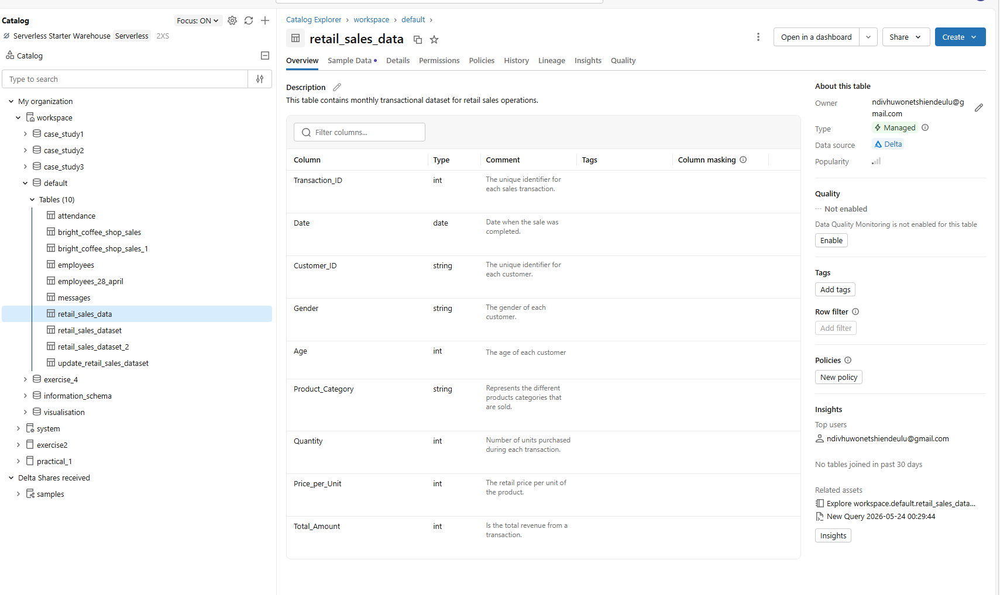 Catalog
Focus: ON
Serverless Starter Warehouse Serverless 2XS
Catalog
Type to search
My organization
workspace
case_study1
case_study2
case_study3
default
Tables (10)
attendance
bright_coffee_shop_sales
bright_coffee_shop_sales_1
employees
employees_28_april
messages
retail_sales_data
retail_sales_dataset
retail_sales_dataset_2
update_retail_sales_dataset
exercise_4
information_schema
visualisation
system
exercise2
practical_1
Delta Shares received
samples
Catalog Explorer > workspace > default >
retail_sales_data
Open in a dashboard
Share
Create
Overview Sample Data Details Permissions Policies History Lineage Insights Quality
Description
This table contains monthly transactional dataset for retail sales operations.
Filter columns...
Column Type Comment Tags Column masking
Transaction_ID int The unique identifier for
each sales transaction.
Date date Date when the sale was
completed.
Customer_ID string The unique identifier for
each customer.
Gender string The gender of each
customer.
Age int The age of each customer
Product_Category string Represents the different
products categories that
are sold.
Quantity int Number of units purchased
during each transaction.
Price_per_Unit int The retail price per unit of
the product.
Total_Amount int Is the total revenue from a
transaction.
About this table
Owner ndivhuwonetshiendeulu@g
mail.com
Type Managed
Data source Delta
Popularity
Quality
Not enabled
Data Quality Monitoring is not enabled for this table
Enable
Tags
Add tags
Row filter
Add filter
Policies
New policy
Insights
Top users
ndivhuwonetshiendeulu@gmail.com
No tables joined in past 30 days
Related assets
Explore workspace.default.retail_sales_data...
New Query 2026-05-24 00:29:44
Insights